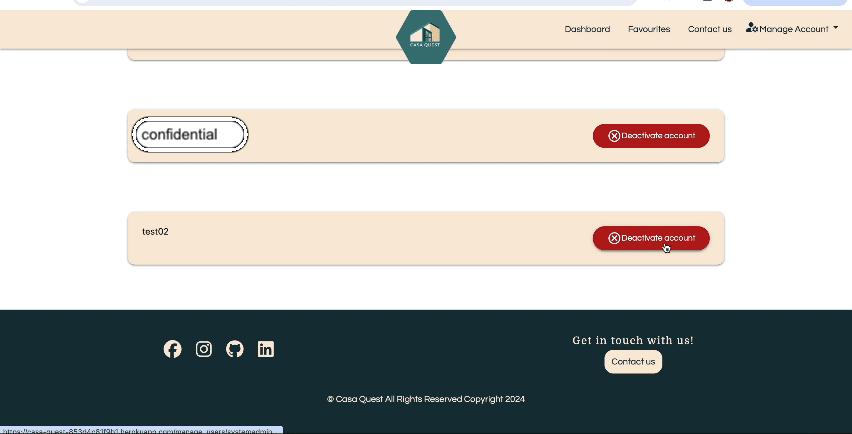 Dashboard Favourites Contact us Manage Account
CASA QUEST
confidential
Deactivate account
test02
Deactivate account
Get in touch with us!
Contact us
© Casa Quest All Rights Reserved Copyright 2024